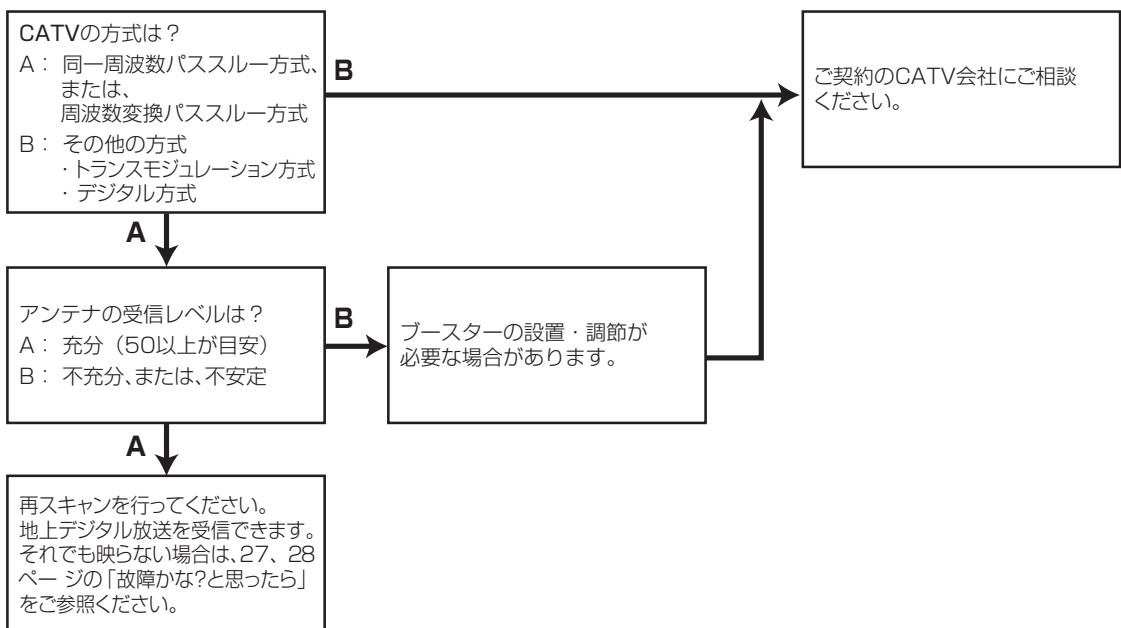 CATVの方式は？
A： 同一周波数パススルー方式、
または、
周波数変換パススルー方式
B： その他の方式
・トランスモジュレーション方式
・デジタル方式
B
ご契約のCATV会社にご相談
ください。
A
アンテナの受信レベルは？
A： 充分（50以上が目安）
B： 不充分、または、不安定
B
ブースターの設置・調節が
必要な場合があります。
A
再スキャンを行ってください。
地上デジタル放送を受信できます。
それでも映らない場合は、27、28
ペー ジの「故障かな?と思ったら」
をご参照ください。